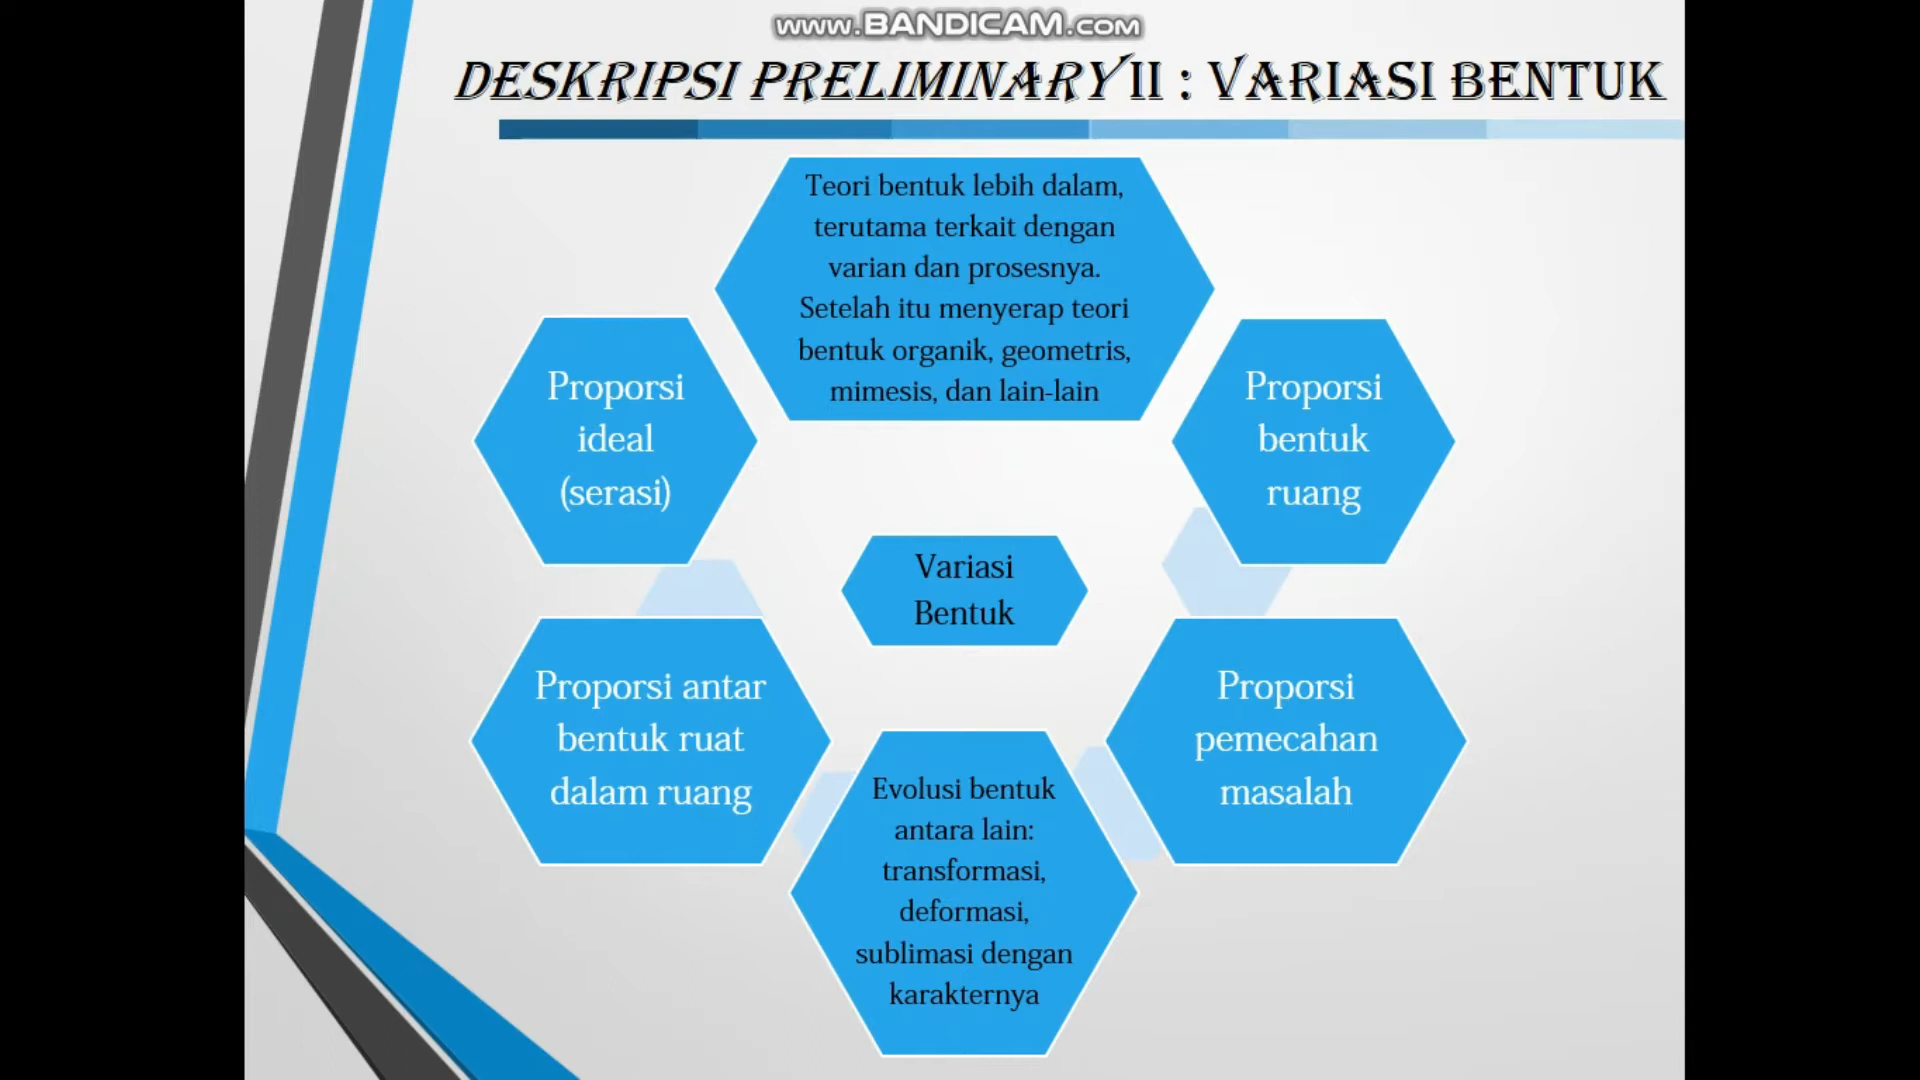 www.BANDICAM.com
DESKRIPSI PRELIMINARY II : VARIASI BENTUK
Teori bentuk lebih dalam,
terutama terkait dengan
varian dan prosesnya.
Setelah itu menyerap teori
bentuk organik, geometris,
mimesis, dan lain-lain
Proporsi
ideal
(serasi)
Proporsi
bentuk
ruang
Variasi
Bentuk
Proporsi antar
bentuk ruat
dalam ruang
Proporsi
pemecahan
masalah
Evolusi bentuk
antara lain:
transformasi,
deformasi,
sublimasi dengan
karakternya